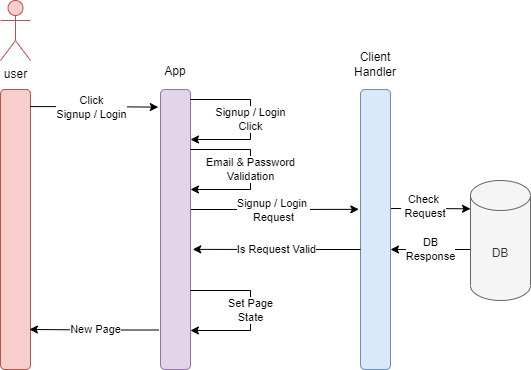 user
App
Client
Handler
Click
Signup / Login
Signup / Login
Click
Email & Password
Validation
Signup / Login
Request
Check
Request
Is Request Valid
DB
Response
DB
Set Page
State
New Page